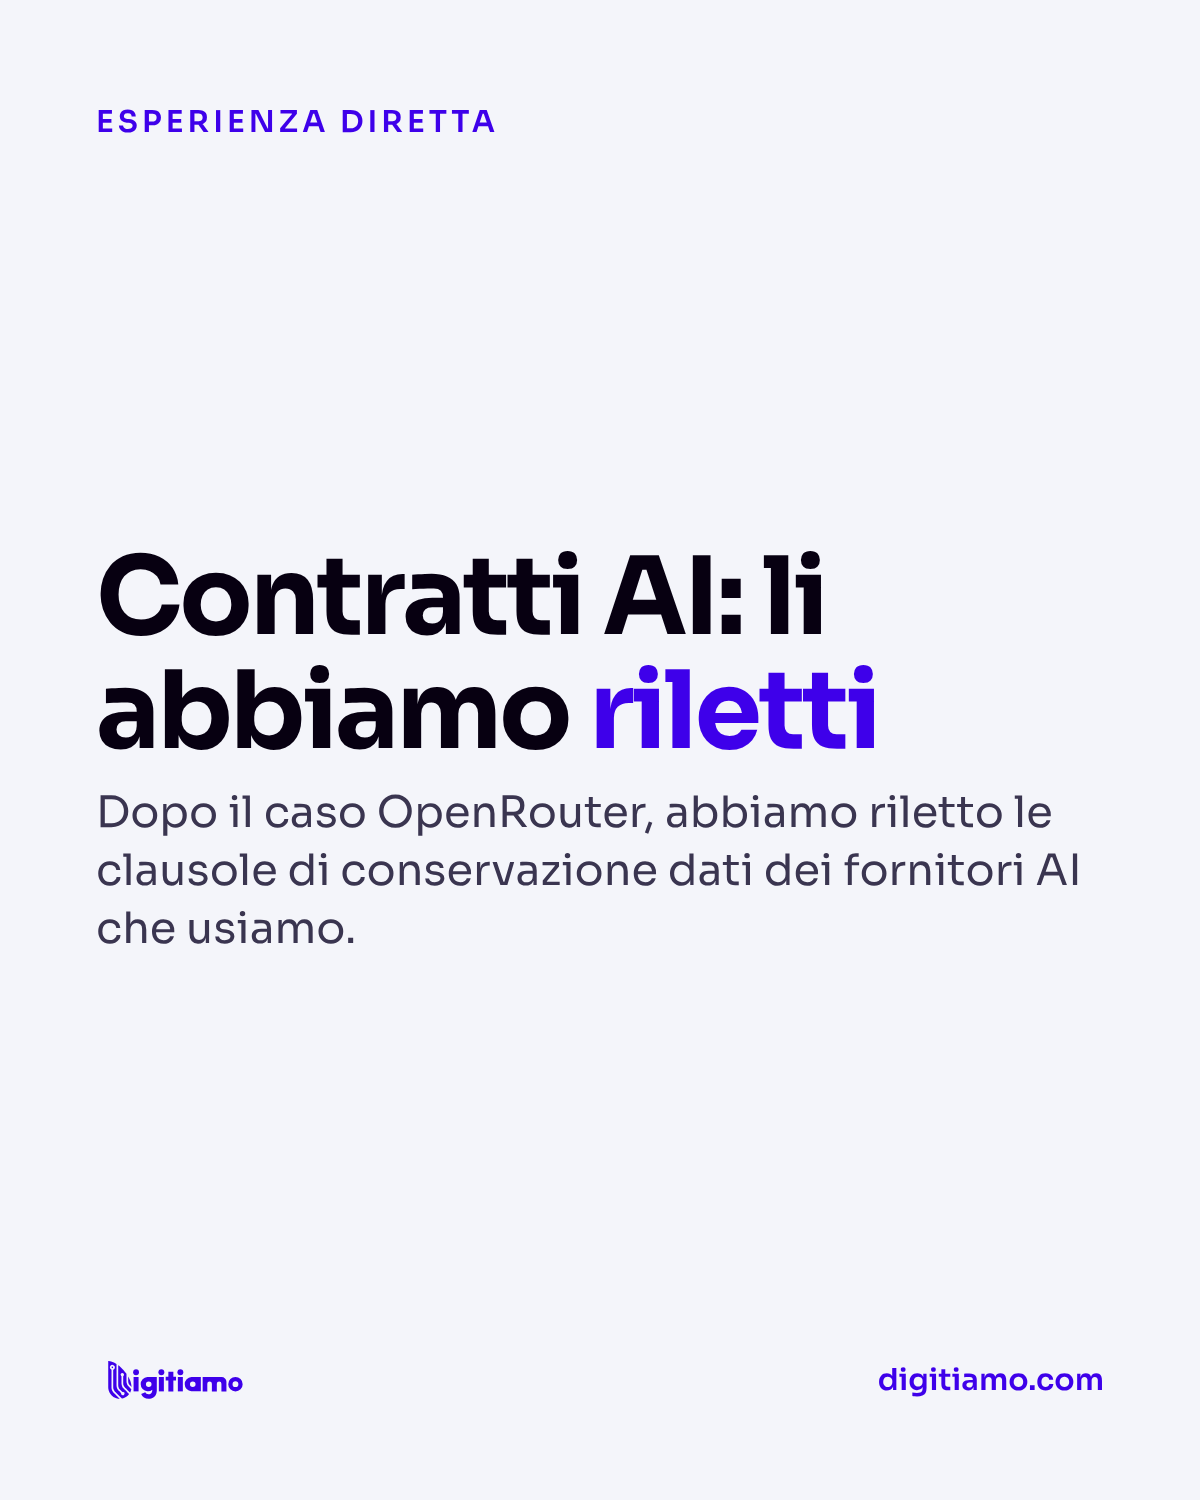 ESPERIENZA DIRETTA
Contratti AI: li
abbiamo riletti
Dopo il caso OpenRouter, abbiamo riletto le
clausole di conservazione dati dei fornitori AI
che usiamo.
Digitiamo
digitiamo.com